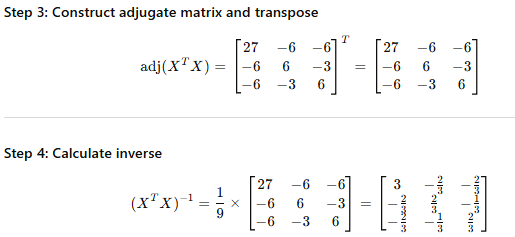 Step 3: Construct adjugate matrix and transpose
adj(XᵀX) = [27 −6 −6; −6 6 −3; −6 −3 6]ᵀ = [27 −6 −6; −6 6 −3; −6 −3 6]
Step 4: Calculate inverse
(XᵀX)⁻¹ = 1/9 × [27 −6 −6; −6 6 −3; −6 −3 6] = [3 −2/3 −2/3; −2/3 2/3 −1/3; −2/3 −1/3 2/3]